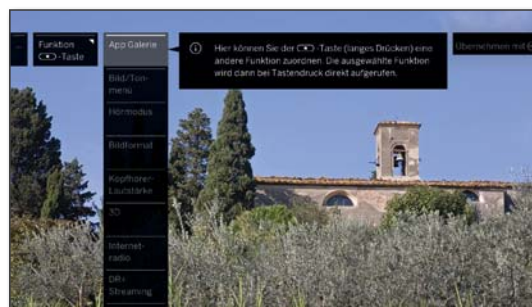 Funktion
-Taste
App Galerie
Hier können Sie der -Taste (langes Drücken) eine
andere Funktion zuordnen. Die ausgewählte Funktion
wird dann bei Tastendruck direkt aufgerufen.
Übernehmen mit
Bild/Ton-
menü
Hörmodus
Bildformat
Kopfhörer-
Lautstärke
3D
Internet-
radio
DR+
Streaming